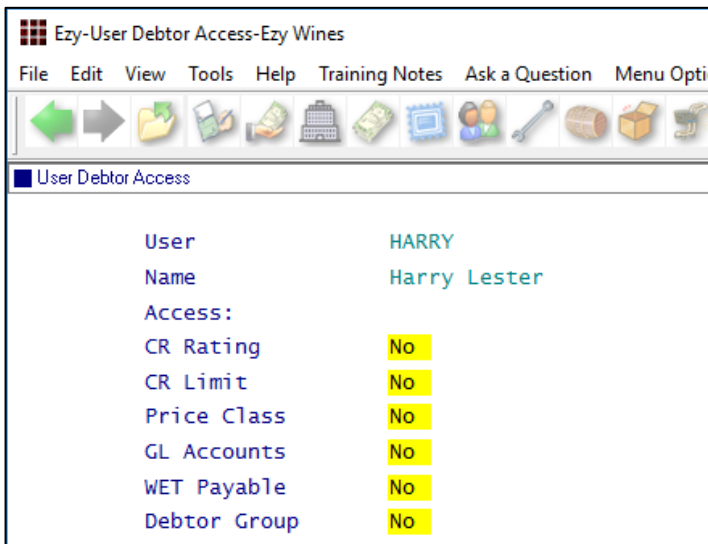 Ezy-User Debtor Access-Ezy Wines
File Edit View Tools Help Training Notes Ask a Question Menu Opti
User Debtor Access
User HARRY
Name Harry Lester
Access:
CR Rating No
CR Limit No
Price Class No
GL Accounts No
WET Payable No
Debtor Group No